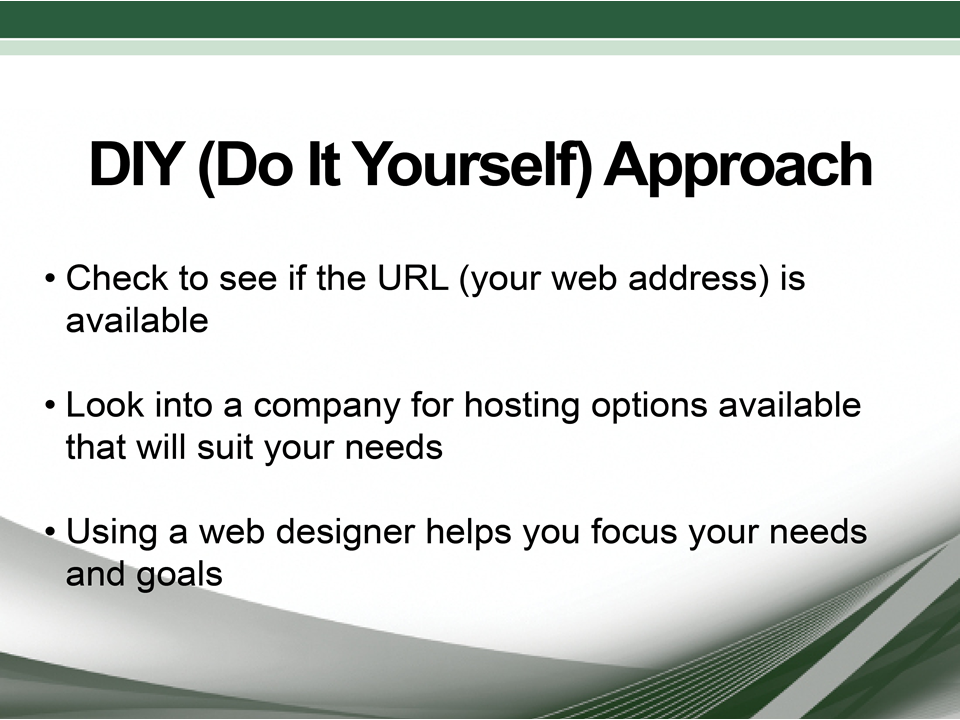 DIY (Do It Yourself) Approach
• Check to see if the URL (your web address) is
available
• Look into a company for hosting options available
that will suit your needs
• Using a web designer helps you focus your needs
and goals